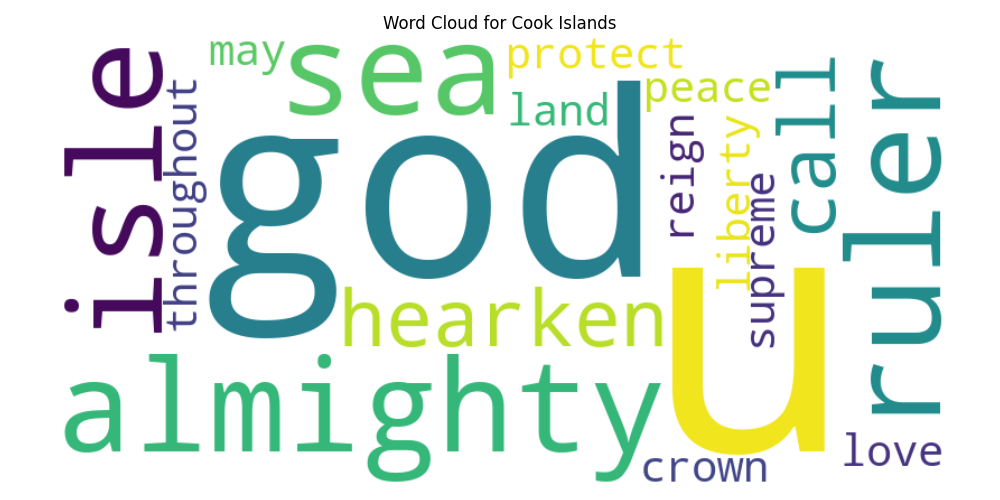 Word Cloud for Cook Islands
may
sea
protect
peace
land
call
ruler
isle
throughout
god
reign
liberty
supreme
hearken
u
almighty
crown
love